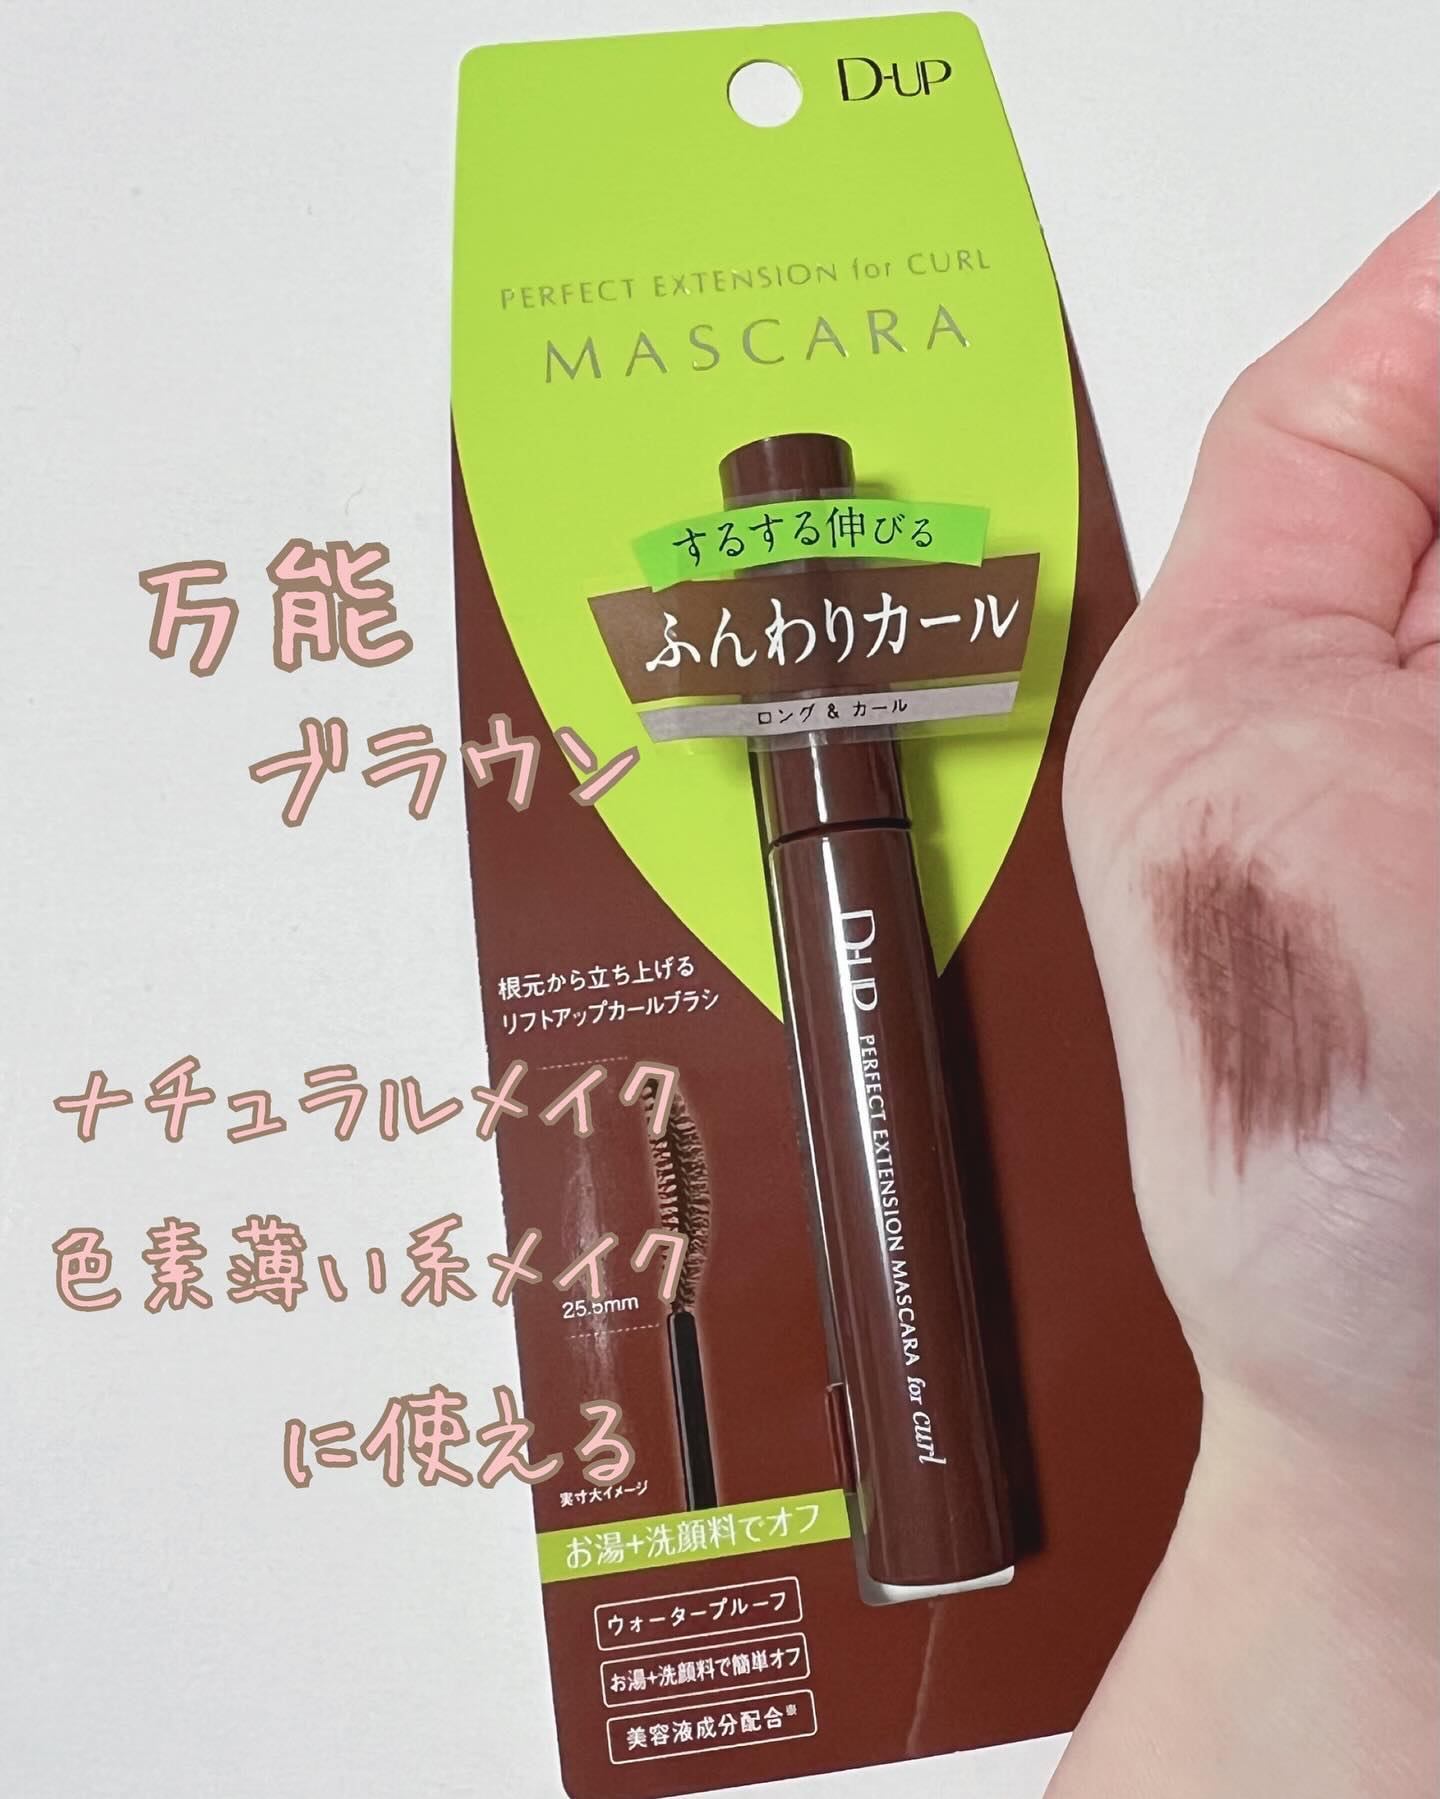 D-UP
PERFECT EXTENSION for CURL
MASCARA
するする伸びる
ふんわりカール
ロング & カール
万能
ブラウン
根元から立ち上げる
リフトアップカールブラシ
ナチュラルメイク
色素薄い系メイク
25.5mm
に使える
実寸大イメージ
D-UP PERFECT EXTENSION MASCARA for curl
お湯+洗顔料でオフ
ウォータープルーフ
お湯+洗顔料で簡単オフ
美容液成分配合※